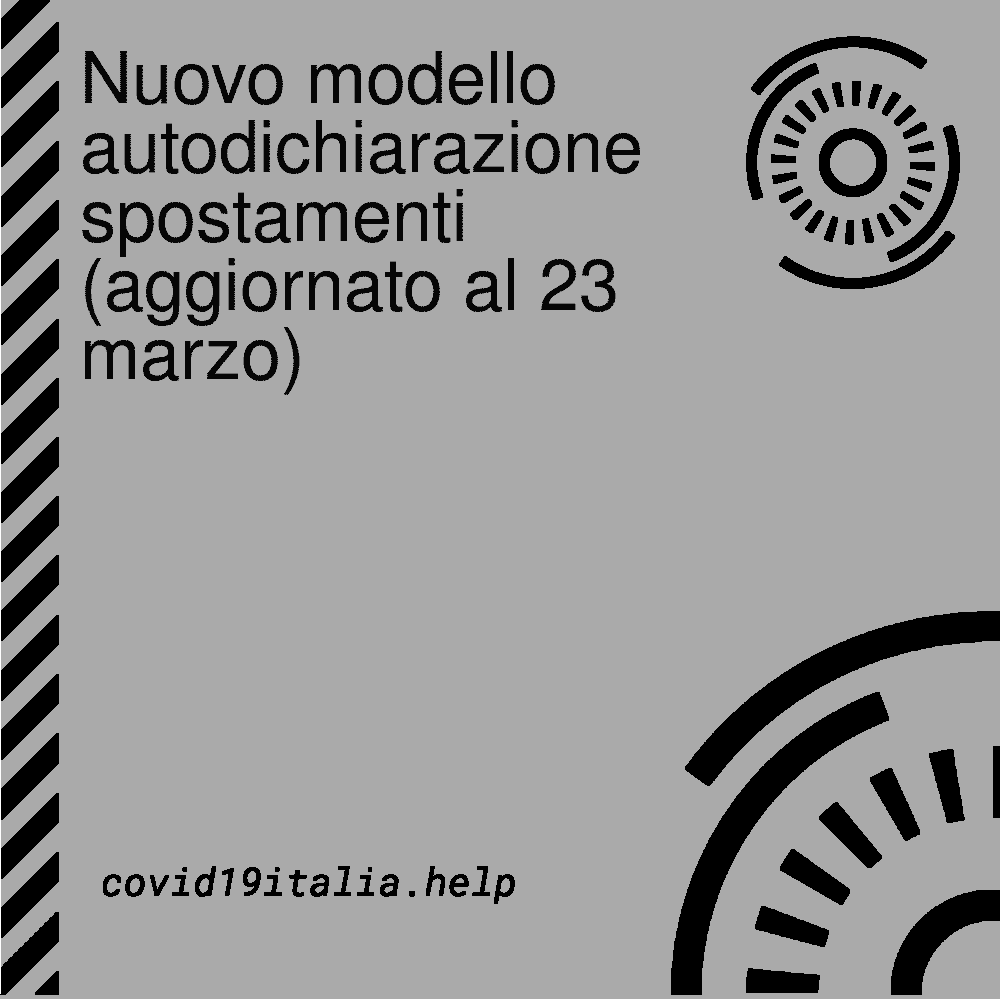 Nuovo modello
autodichiarazione
spostamenti
(aggiornato al 23
marzo)
covid19italia.help